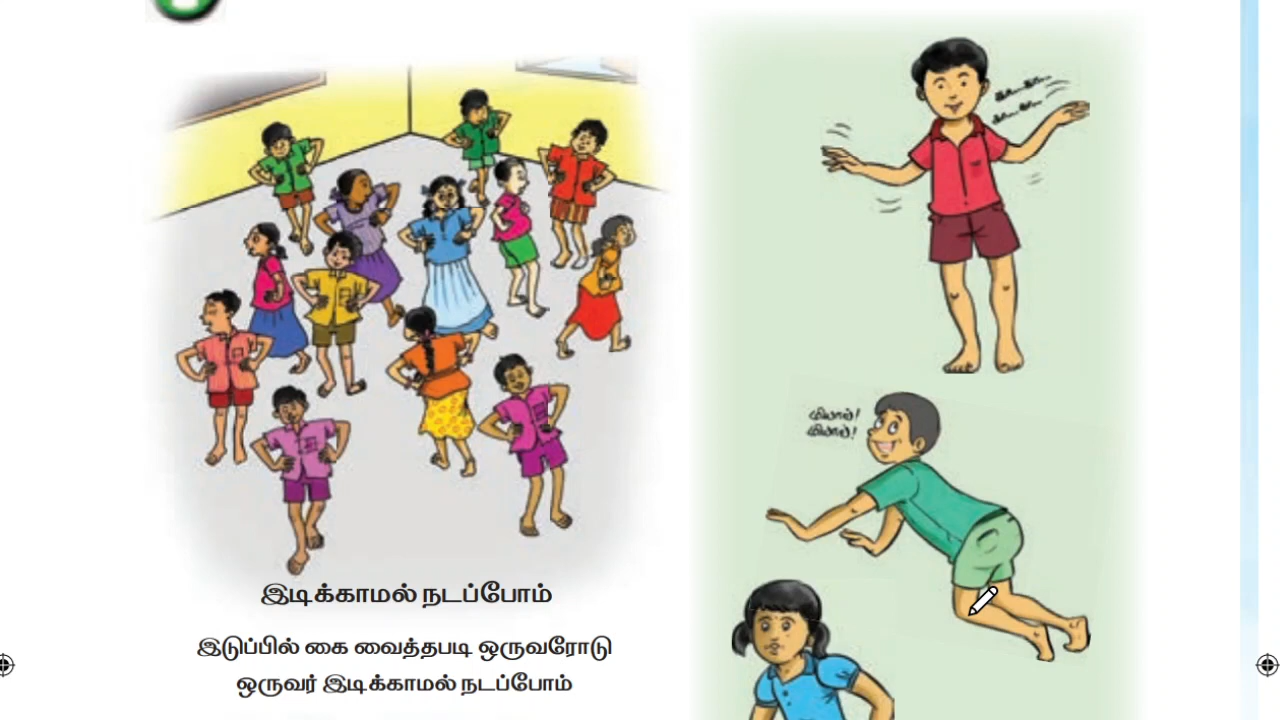 இடிக்காமல் நடப்போம்
இடுப்பில் கை வைத்தபடி ஒருவரோடு
ஒருவர் இடிக்காமல் நடப்போம்
மியாவ்!
மியாவ்!